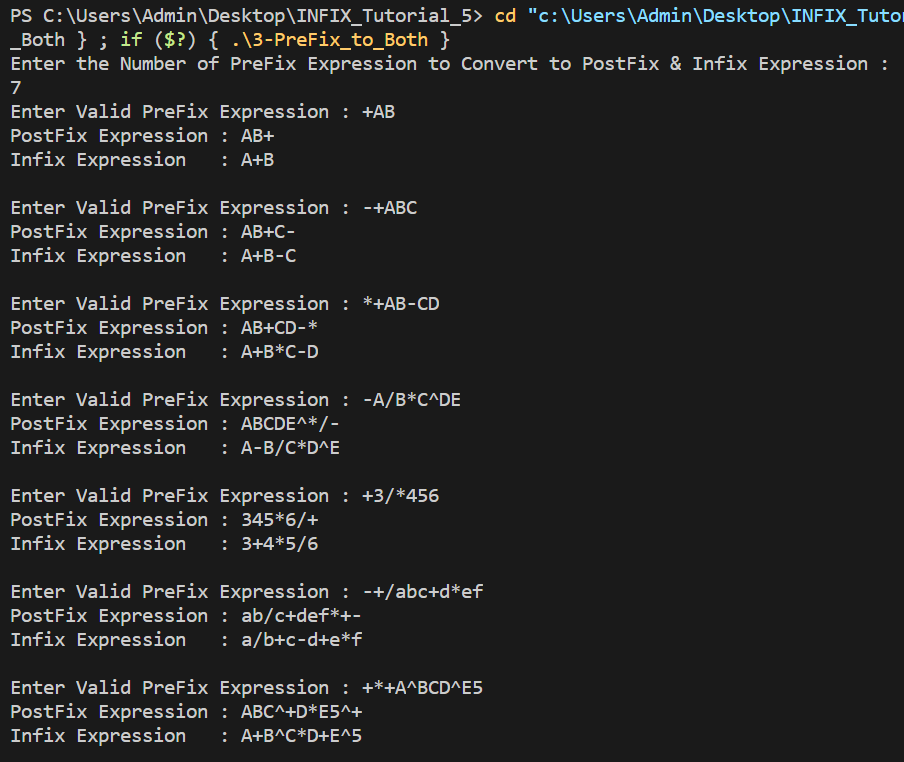 PS C:\Users\Admin\Desktop\INFIX_Tutorial_5> cd "c:\Users\Admin\Desktop\INFIX_Tutor
_Both } ; if ($?) { .\3-PreFix_to_Both }
Enter the Number of PreFix Expression to Convert to PostFix & Infix Expression :
7
Enter Valid PreFix Expression : +AB
PostFix Expression : AB+
Infix Expression   : A+B

Enter Valid PreFix Expression : -+ABC
PostFix Expression : AB+C-
Infix Expression   : A+B-C

Enter Valid PreFix Expression : *+AB-CD
PostFix Expression : AB+CD-*
Infix Expression   : A+B*C-D

Enter Valid PreFix Expression : -A/B*C^DE
PostFix Expression : ABCDE^*/-
Infix Expression   : A-B/C*D^E

Enter Valid PreFix Expression : +3/*456
PostFix Expression : 345*6/+
Infix Expression   : 3+4*5/6

Enter Valid PreFix Expression : -+/abc+d*ef
PostFix Expression : ab/c+def*+-
Infix Expression   : a/b+c-d+e*f

Enter Valid PreFix Expression : +*+A^BCD^E5
PostFix Expression : ABC^+D*E5^+
Infix Expression   : A+B^C*D+E^5